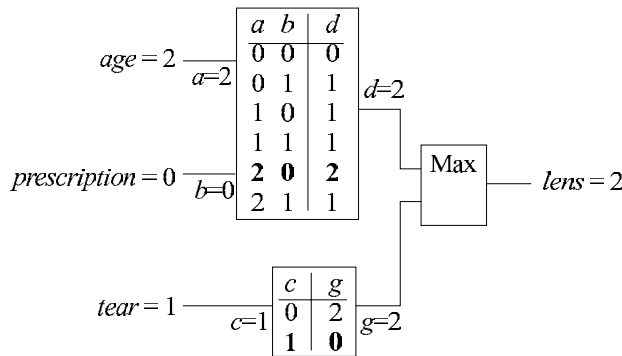 a b d
0 0 0
age = 2
a=2
0 1 1
d=2
1 0 1
1 1 1
Max
prescription = 0
2 0 2
lens = 2
b=0
2 1 1
c g
tear = 1
0 2
c=1
g=2
1 0